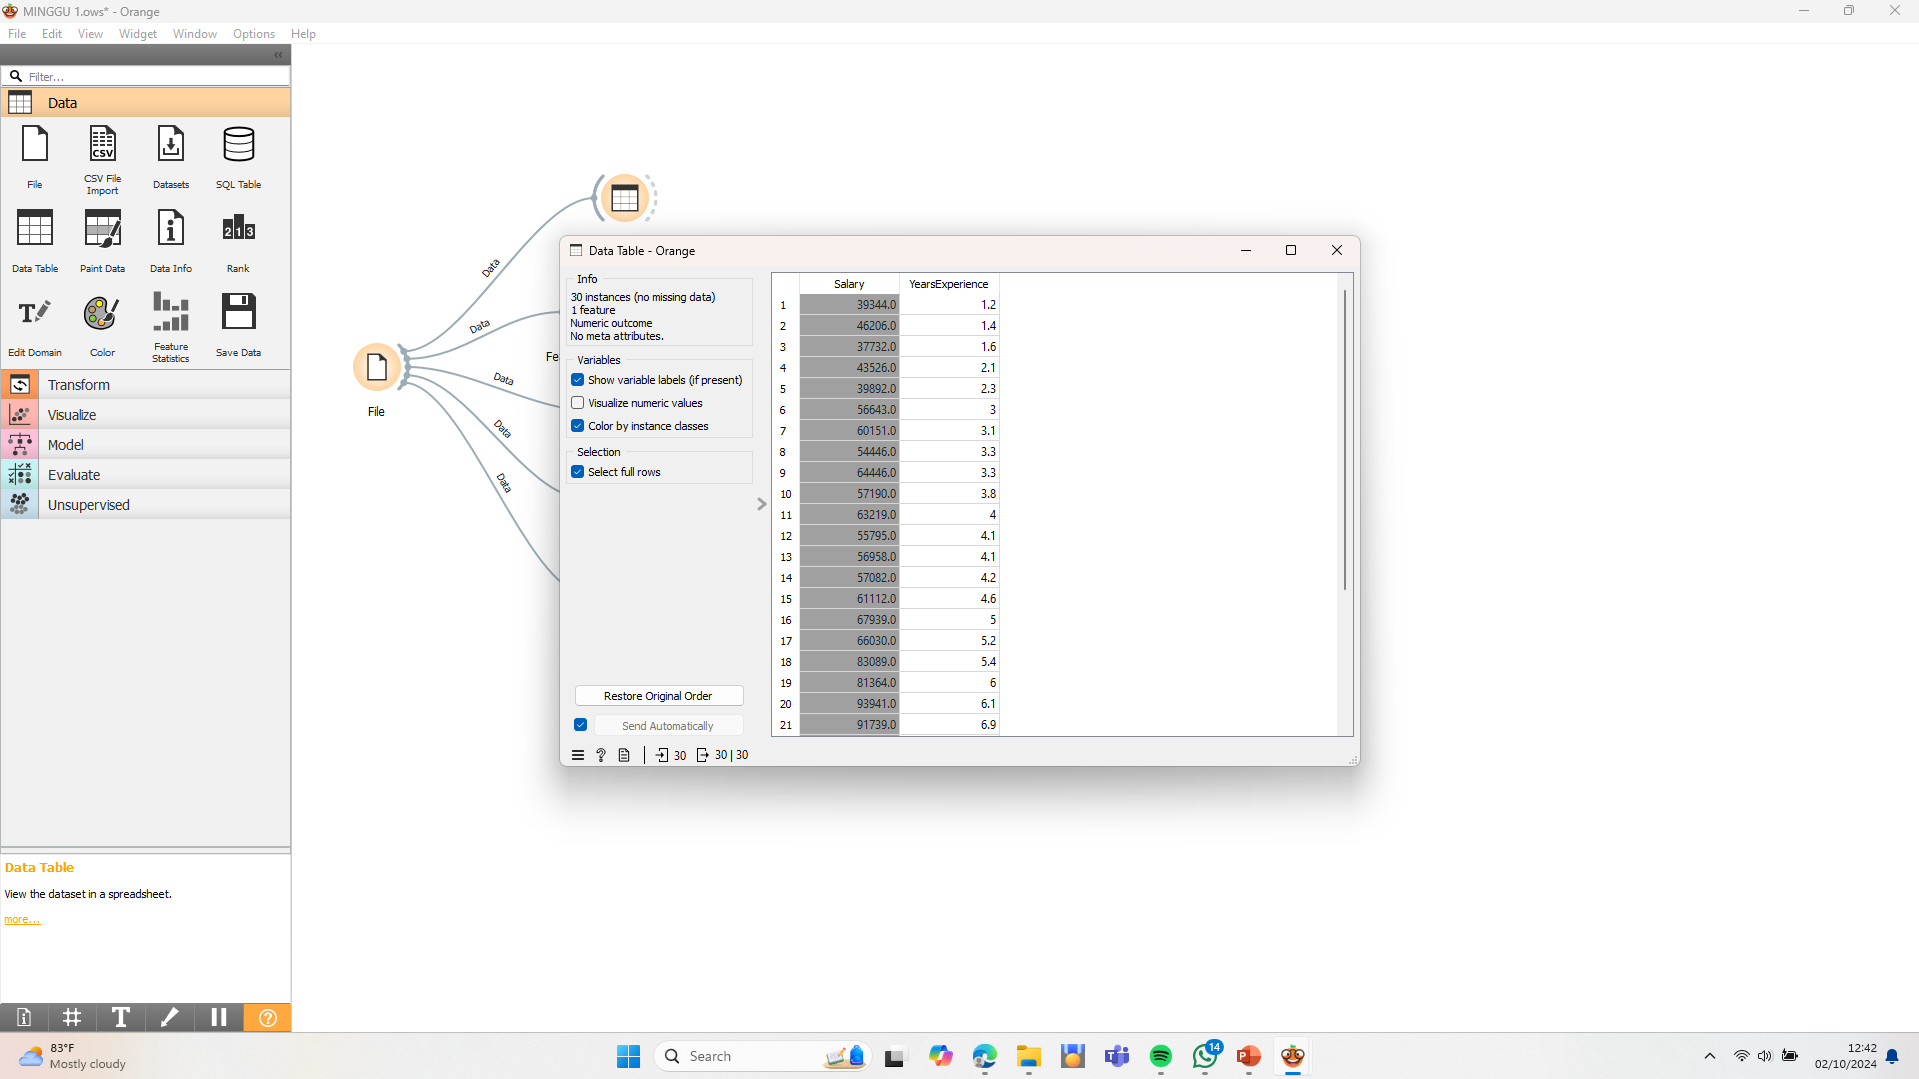 MINGGU 1.ows* - Orange
File Edit View Widget Window Options Help
Filter...
Data
File
CSV File Import
Datasets
SQL Table
Data Table
Paint Data
Data Info
Rank
Edit Domain
Color
Feature Statistics
Save Data
Transform
Visualize
Model
Evaluate
Unsupervised
Data Table
View the dataset in a spreadsheet.
more...
File
Data
Data
Data
Data
Data
Fe
Data Table - Orange
Info
30 instances (no missing data)
1 feature
Numeric outcome
No meta attributes.
Variables
Show variable labels (if present)
Visualize numeric values
Color by instance classes
Selection
Select full rows
Restore Original Order
Send Automatically
30 30 | 30
Salary YearsExperience
1 39344.0 1.2
2 46206.0 1.4
3 37732.0 1.6
4 43526.0 2.1
5 39892.0 2.3
6 56643.0 3
7 60151.0 3.1
8 54446.0 3.3
9 64446.0 3.3
10 57190.0 3.8
11 63219.0 4
12 55795.0 4.1
13 56958.0 4.1
14 57082.0 4.2
15 61112.0 4.6
16 67939.0 5
17 66030.0 5.2
18 83089.0 5.4
19 81364.0 6
20 93941.0 6.1
21 91739.0 6.9
83°F
Mostly cloudy
Search
14
12:42
02/10/2024